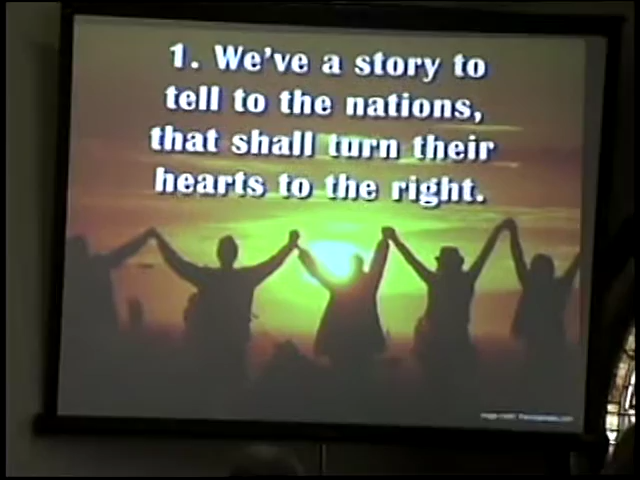 1. We've a story to
tell to the nations,
that shall turn their
hearts to the right.